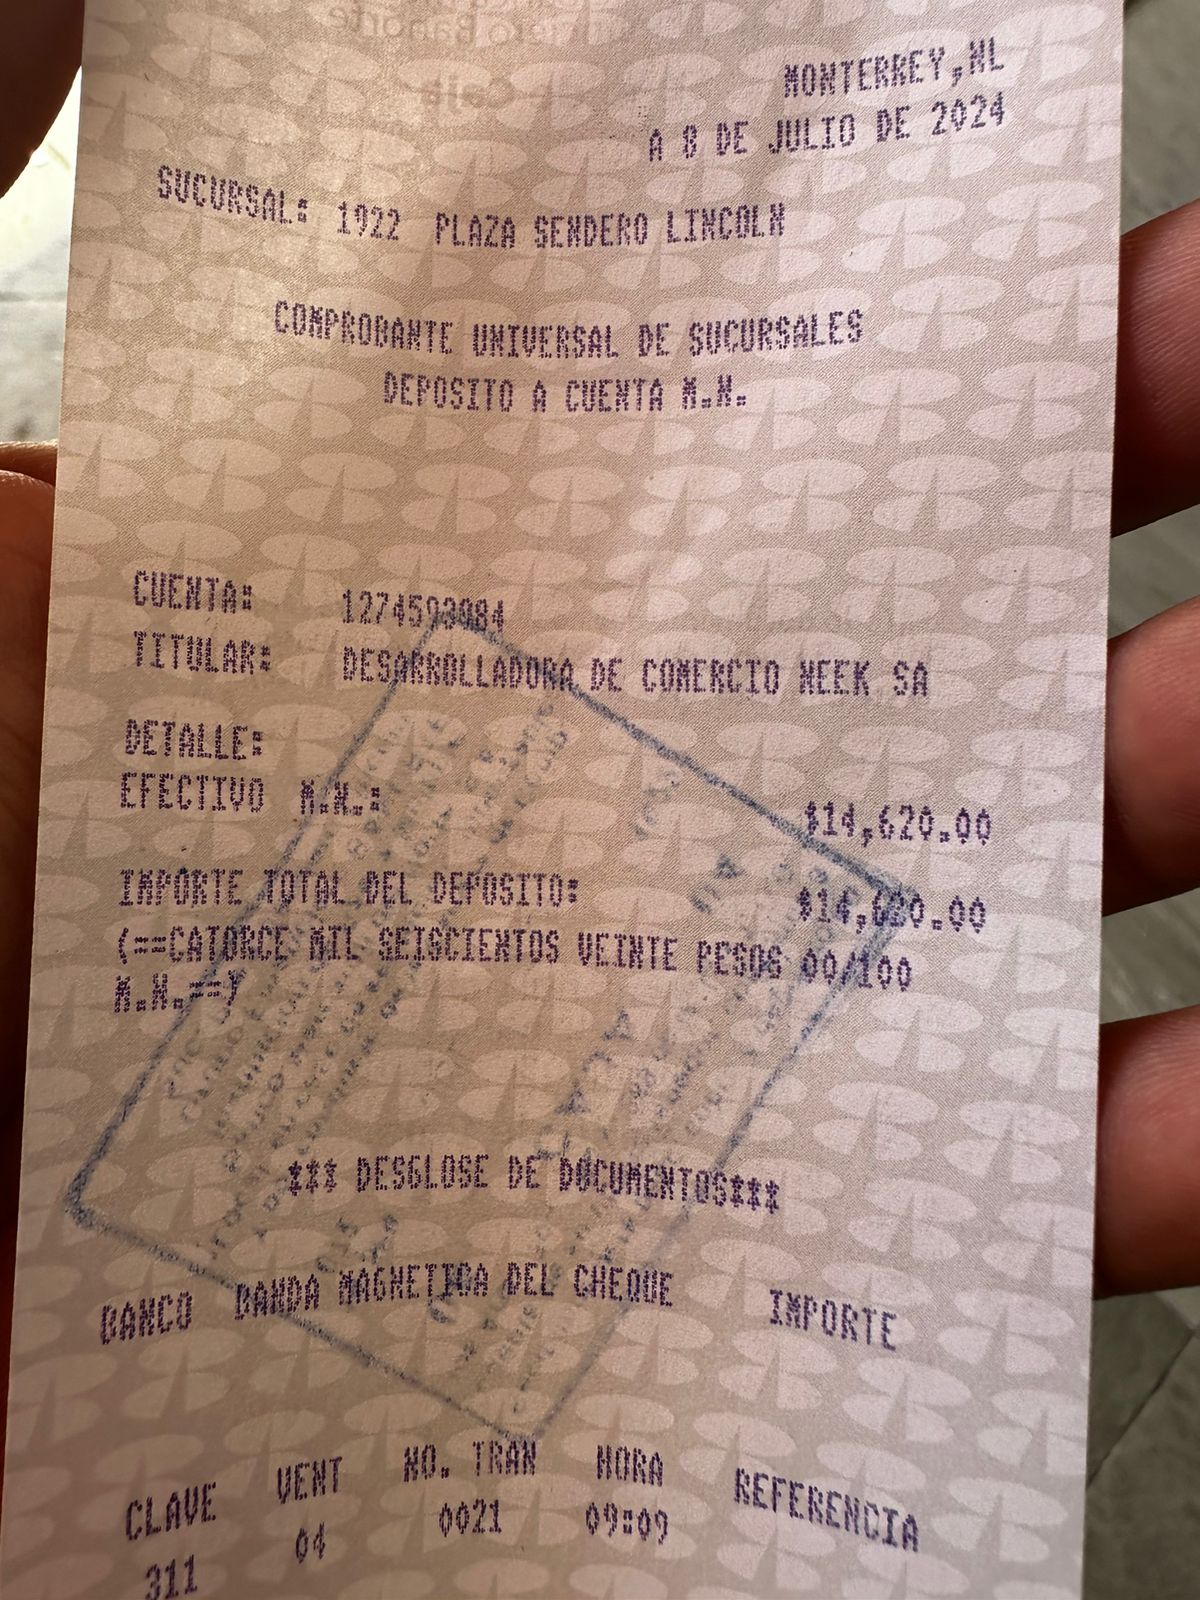 MONTERREY,NL
A 8 DE JULIO DE 2024
SUCURSAL: 1922 PLAZA SENDERO LINCOLN
COMPROBANTE UNIVERSAL DE SUCURSALES
DEPOSITO A CUENTA M.N.
CUENTA: 1274593084
TITULAR: DESARROLLADORA DE COMERCIO NEEK SA
DETALLE:
EFECTIVO M.N.: $14,620.00
IMPORTE TOTAL DEL DEPOSITO: $14,620.00
(==CATORCE MIL SEISCIENTOS VEINTE PESOS 00/100
M.N.==)
*** DESGLOSE DE DOCUMENTOS***
BANCO BANDA MAGNETICA DEL CHEQUE IMPORTE
CLAVE VENT NO. TRAN HORA REFERENCIA
311 04 0021 09:09